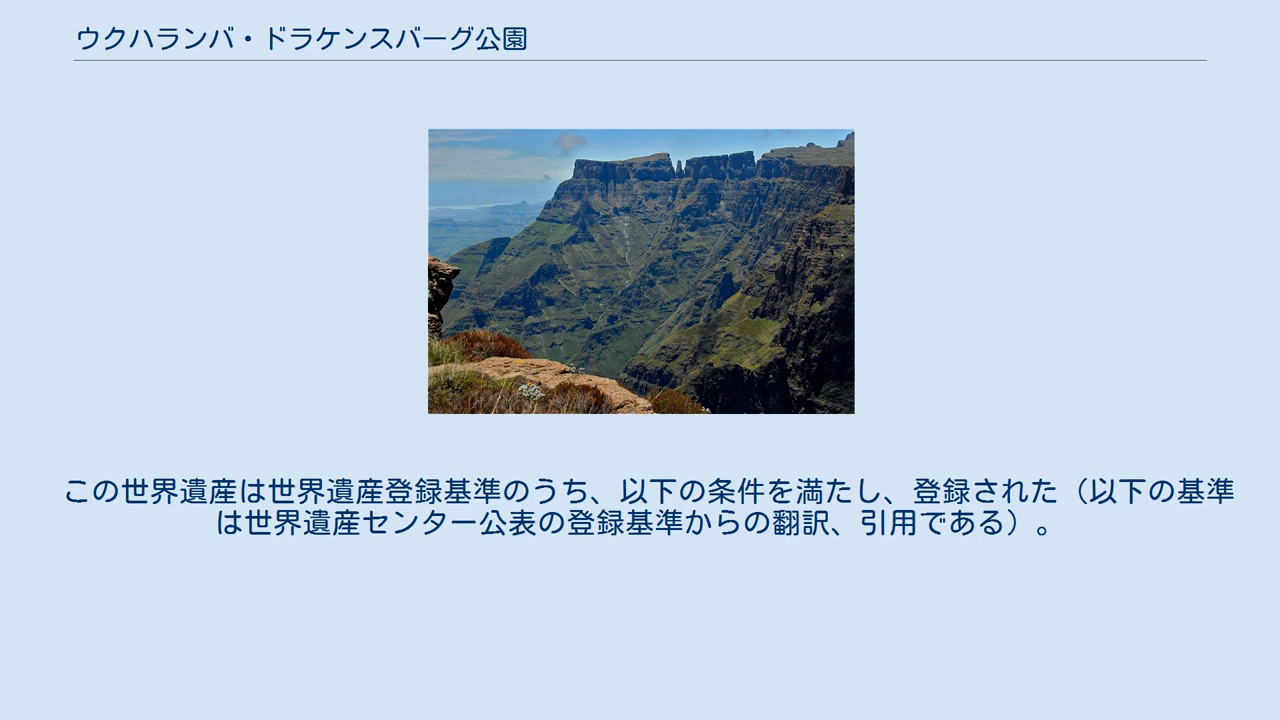 ウクハランバ・ドラケンスバーグ公園
この世界遺産は世界遺産登録基準のうち、以下の条件を満たし、登録された（以下の基準
は世界遺産センター公表の登録基準からの翻訳、引用である）。